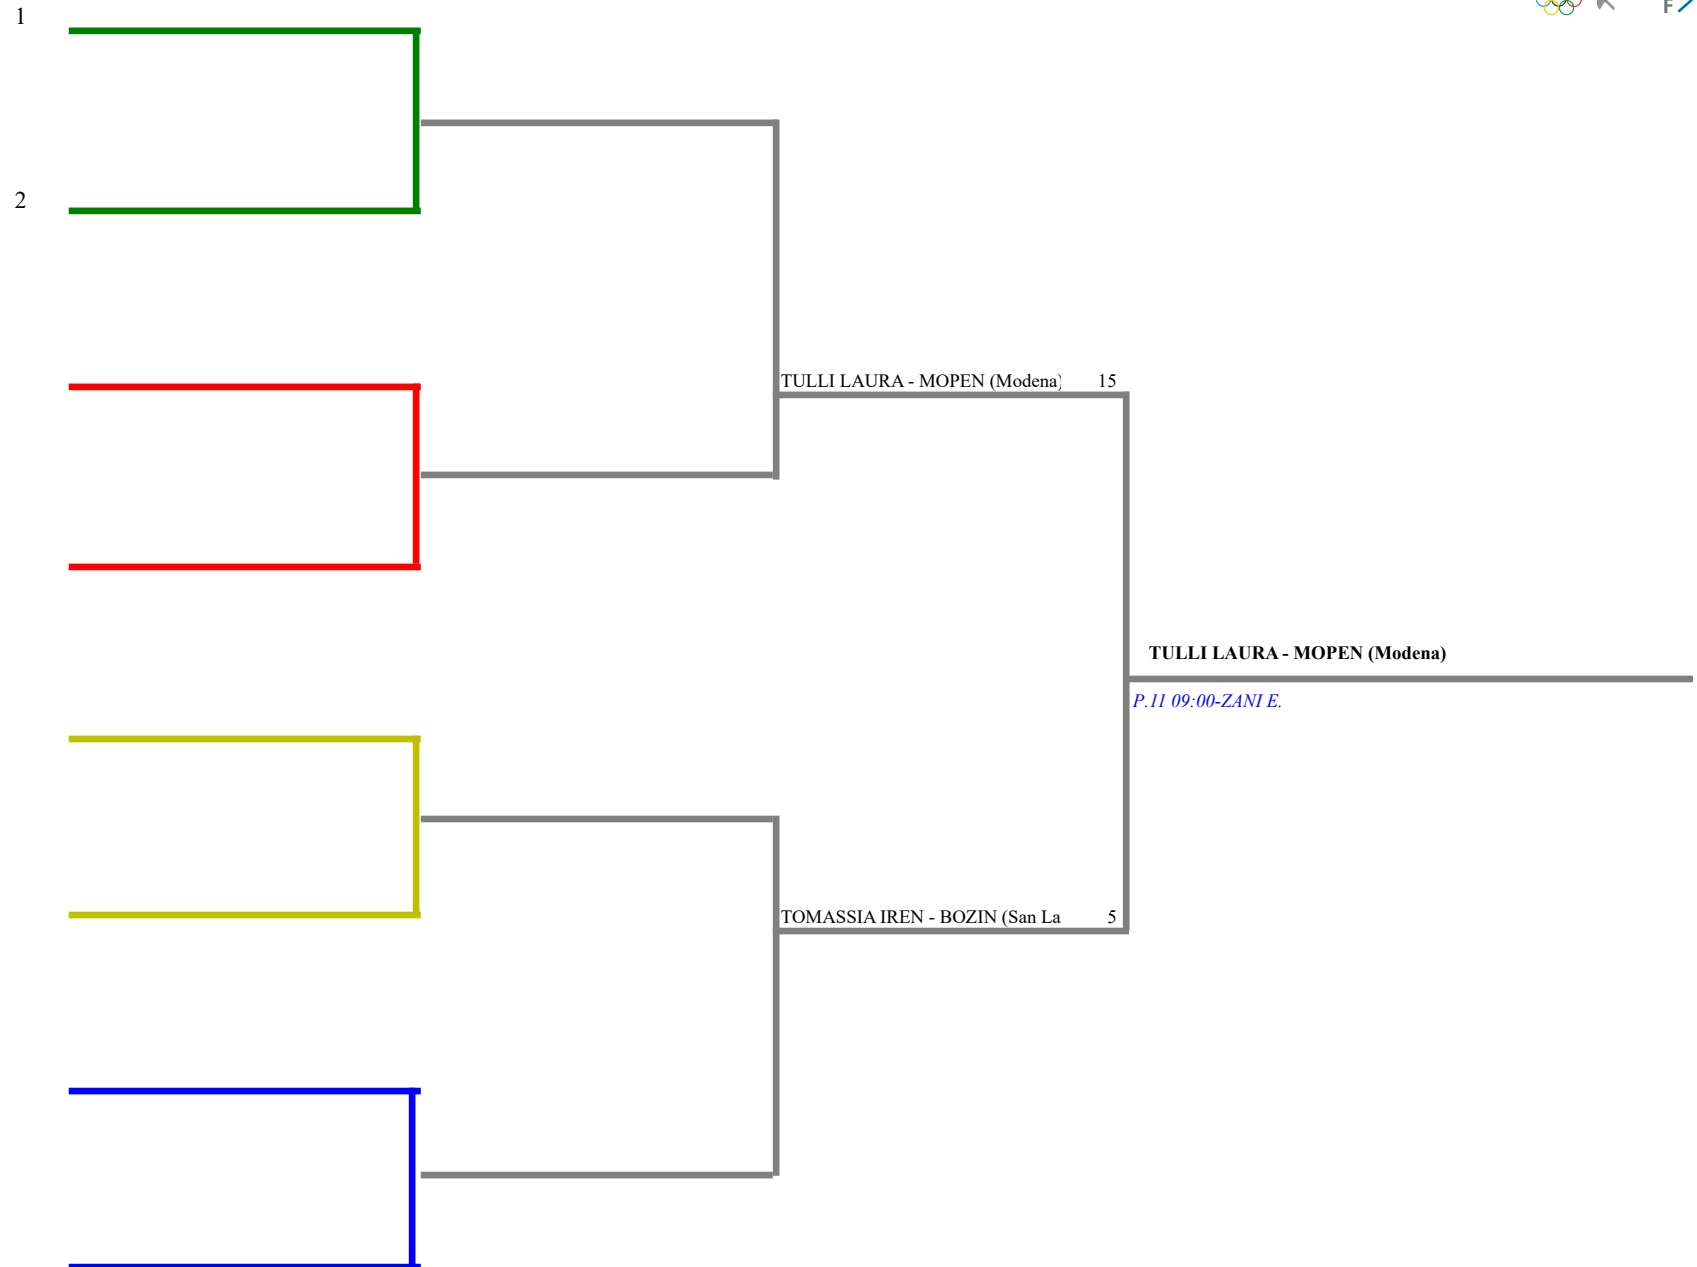 1
F
2
TULLI LAURA - MOPEN (Modena) 15
TULLI LAURA - MOPEN (Modena)
P.11 09:00-ZANI E.
TOMASSIA IREN - BOZIN (San La 5